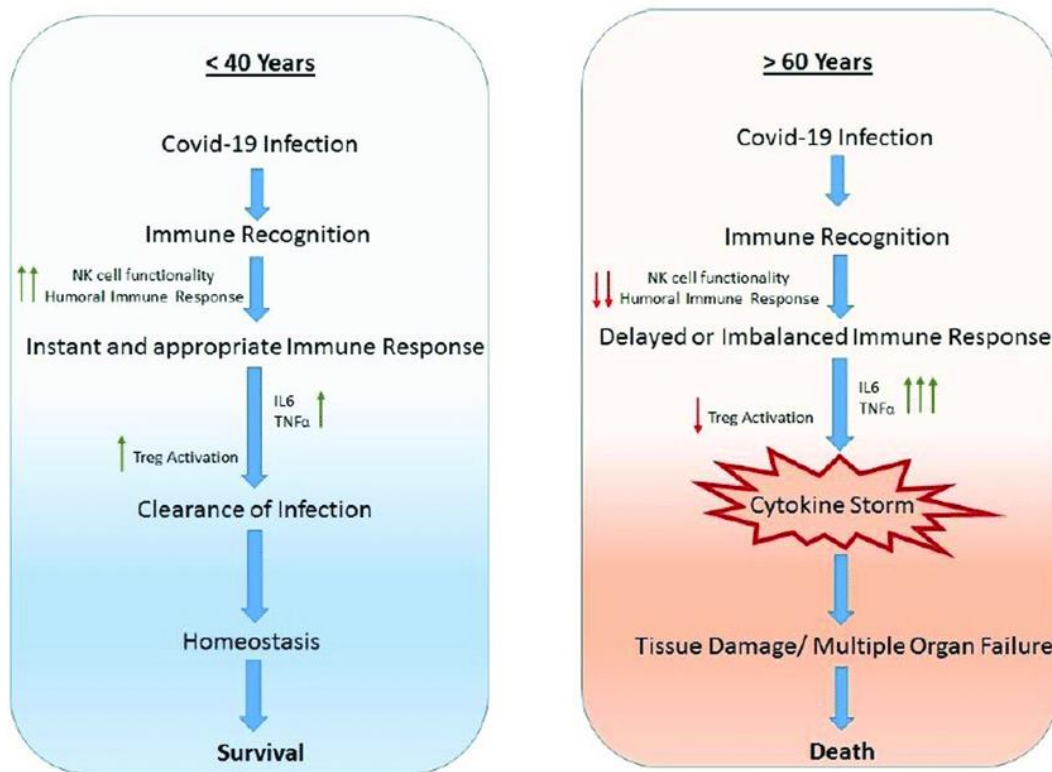 < 40 Years
Covid-19 Infection
Immune Recognition
NK cell functionality
Humoral Immune Response
Instant and appropriate Immune Response
IL6
TNFα
Treg Activation
Clearance of Infection
Homeostasis
Survival
> 60 Years
Covid-19 Infection
Immune Recognition
NK cell functionality
Humoral Immune Response
Delayed or Imbalanced Immune Response
IL6
TNFα
Treg Activation
Cytokine Storm
Tissue Damage/ Multiple Organ Failure
Death